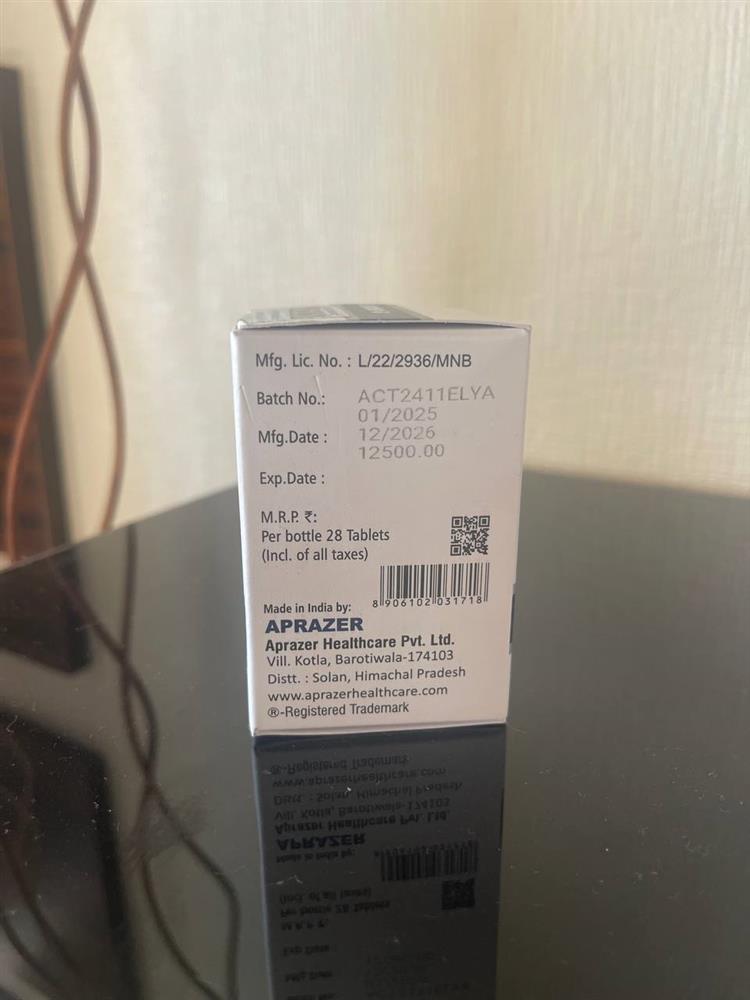 Mfg. Lic. No. : L/22/2936/MNB
Batch No.: ACT2411ELYA
01/2025
Mfg.Date : 12/2026
12500.00
Exp.Date :
M.R.P. ₹:
Per bottle 28 Tablets
(Incl. of all taxes)
8 906102 031718
Made in India by:
APRAZER
Aprazer Healthcare Pvt. Ltd.
Vill. Kotla, Barotiwala-174103
Distt. : Solan, Himachal Pradesh
www.aprazerhealthcare.com
®-Registered Trademark